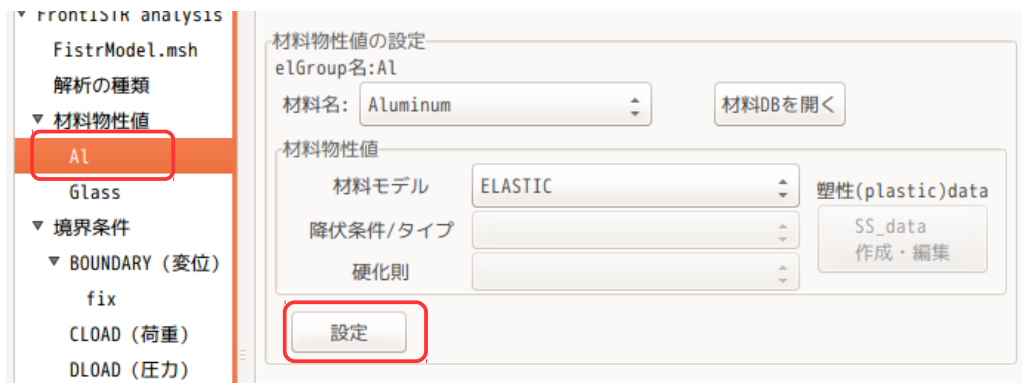 ▼ FrontISTR analysis
FistrModel.msh
解析の種類
▼ 材料物性値
Al
Glass
▼ 境界条件
▼ BOUNDARY (変位)
fix
CLOAD (荷重)
DLOAD (圧力)
材料物性値の設定
elGroup名:Al
材料名: Aluminum 材料DBを開く
材料物性値
材料モデル ELASTIC
塑性(plastic)data
降伏条件/タイプ
SS_data
作成・編集
硬化則
設定